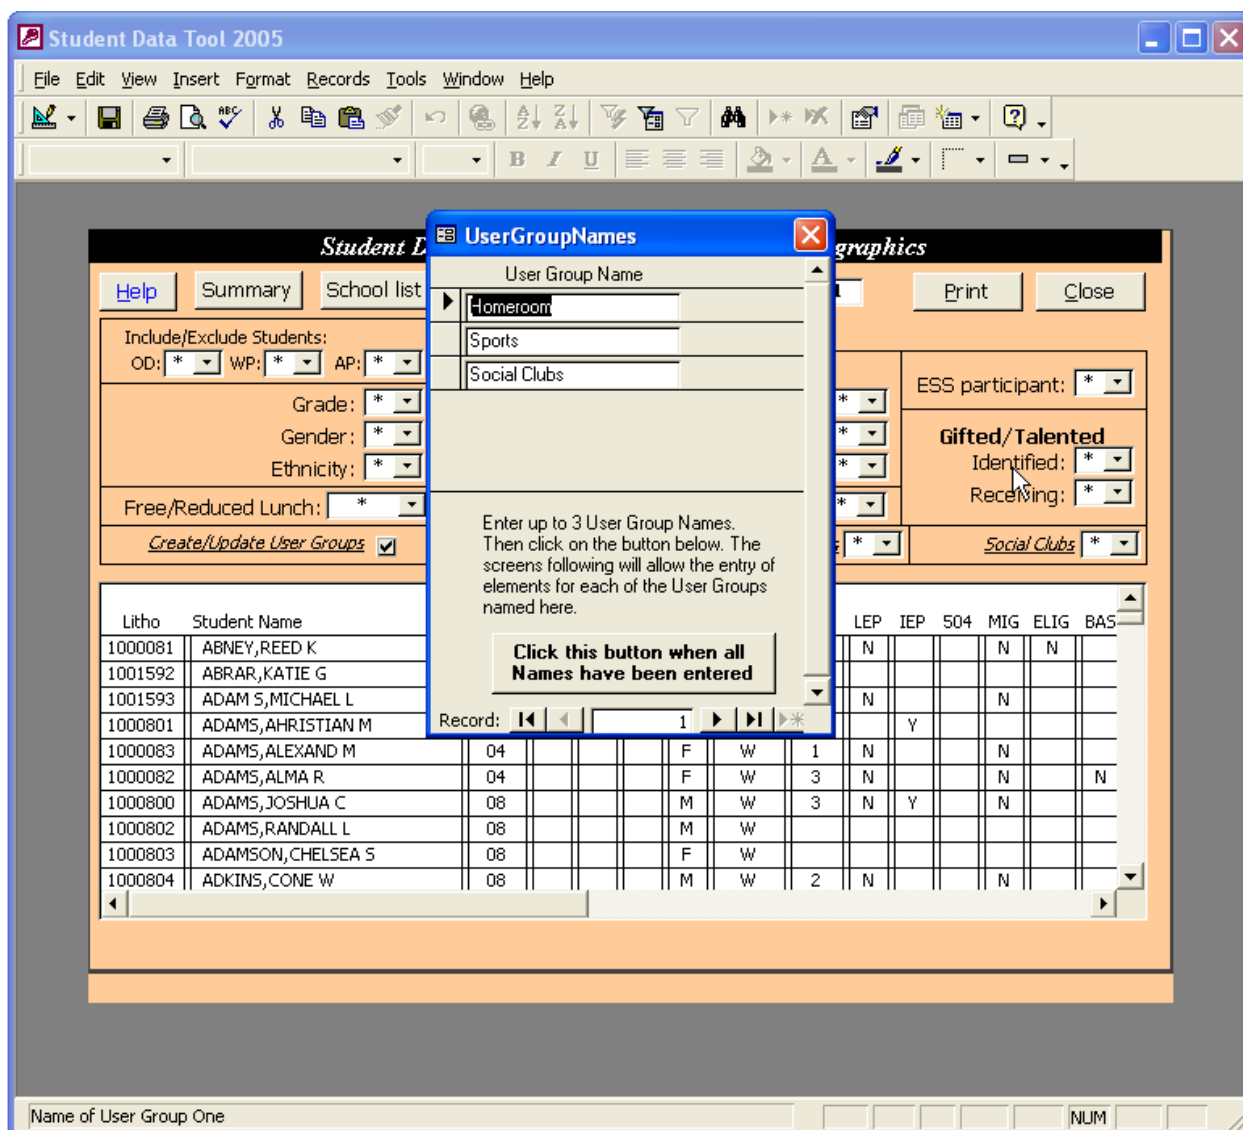 Student Data Tool 2005
File Edit View Insert Format Records Tools Window Help
B I U
Student D graphics
Help Summary School list 1 Print Close
Include/Exclude Students:
OD: * WP: * AP: *
Grade: * *
Gender: * *
Ethnicity: * *
Free/Reduced Lunch: * *
Create/Update User Groups * Social Clubs *
ESS participant: *
Gifted/Talented
Identified: *
Receiving: *
UserGroupNames
User Group Name
Homeroom
Sports
Social Clubs
Enter up to 3 User Group Names.
Then click on the button below. The
screens following will allow the entry of
elements for each of the User Groups
named here.
Click this button when all
Names have been entered
Record: 1
Litho Student Name LEP IEP 504 MIG ELIG BAS
1000081 ABNEY,REED K N N N
1001592 ABRAR,KATIE G
1001593 ADAM S,MICHAEL L N N
1000801 ADAMS,AHRISTIAN M Y
1000083 ADAMS,ALEXAND M 04 F W 1 N N
1000082 ADAMS,ALMA R 04 F W 3 N N N
1000800 ADAMS,JOSHUA C 08 M W 3 N Y N
1000802 ADAMS,RANDALL L 08 M W
1000803 ADAMSON,CHELSEA S 08 F W
1000804 ADKINS,CONE W 08 M W 2 N N
Name of User Group One NUM